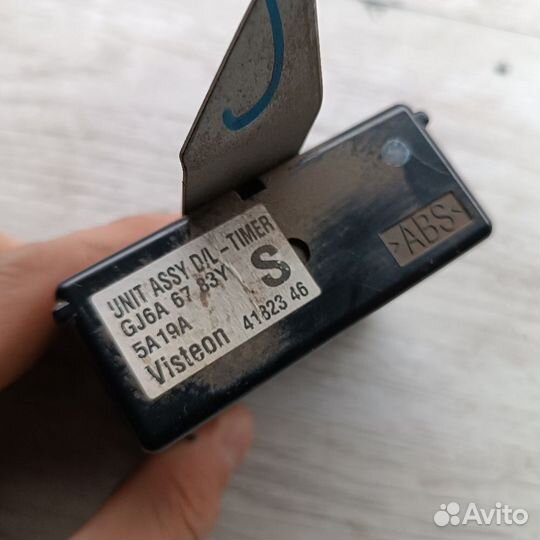 UNIT ASSY D/L-TIMER
GJ6A 67 83Y
5A19A
S
Visteon 41823 46
>ABS<
Avito